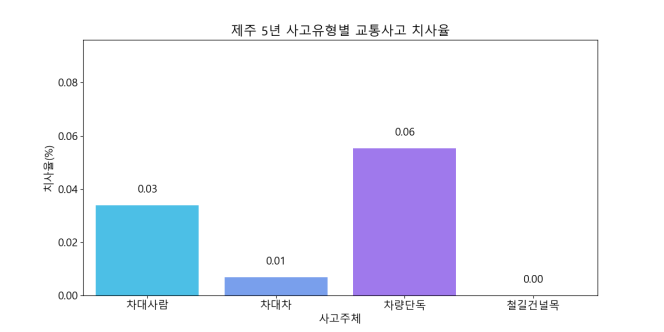 제주 5년 사고유형별 교통사고 치사율
치사율(%)
0.08
0.06
0.04
0.02
0.00
0.03
0.01
0.06
0.00
차대사람
차대차
차량단독
철길건널목
사고주체